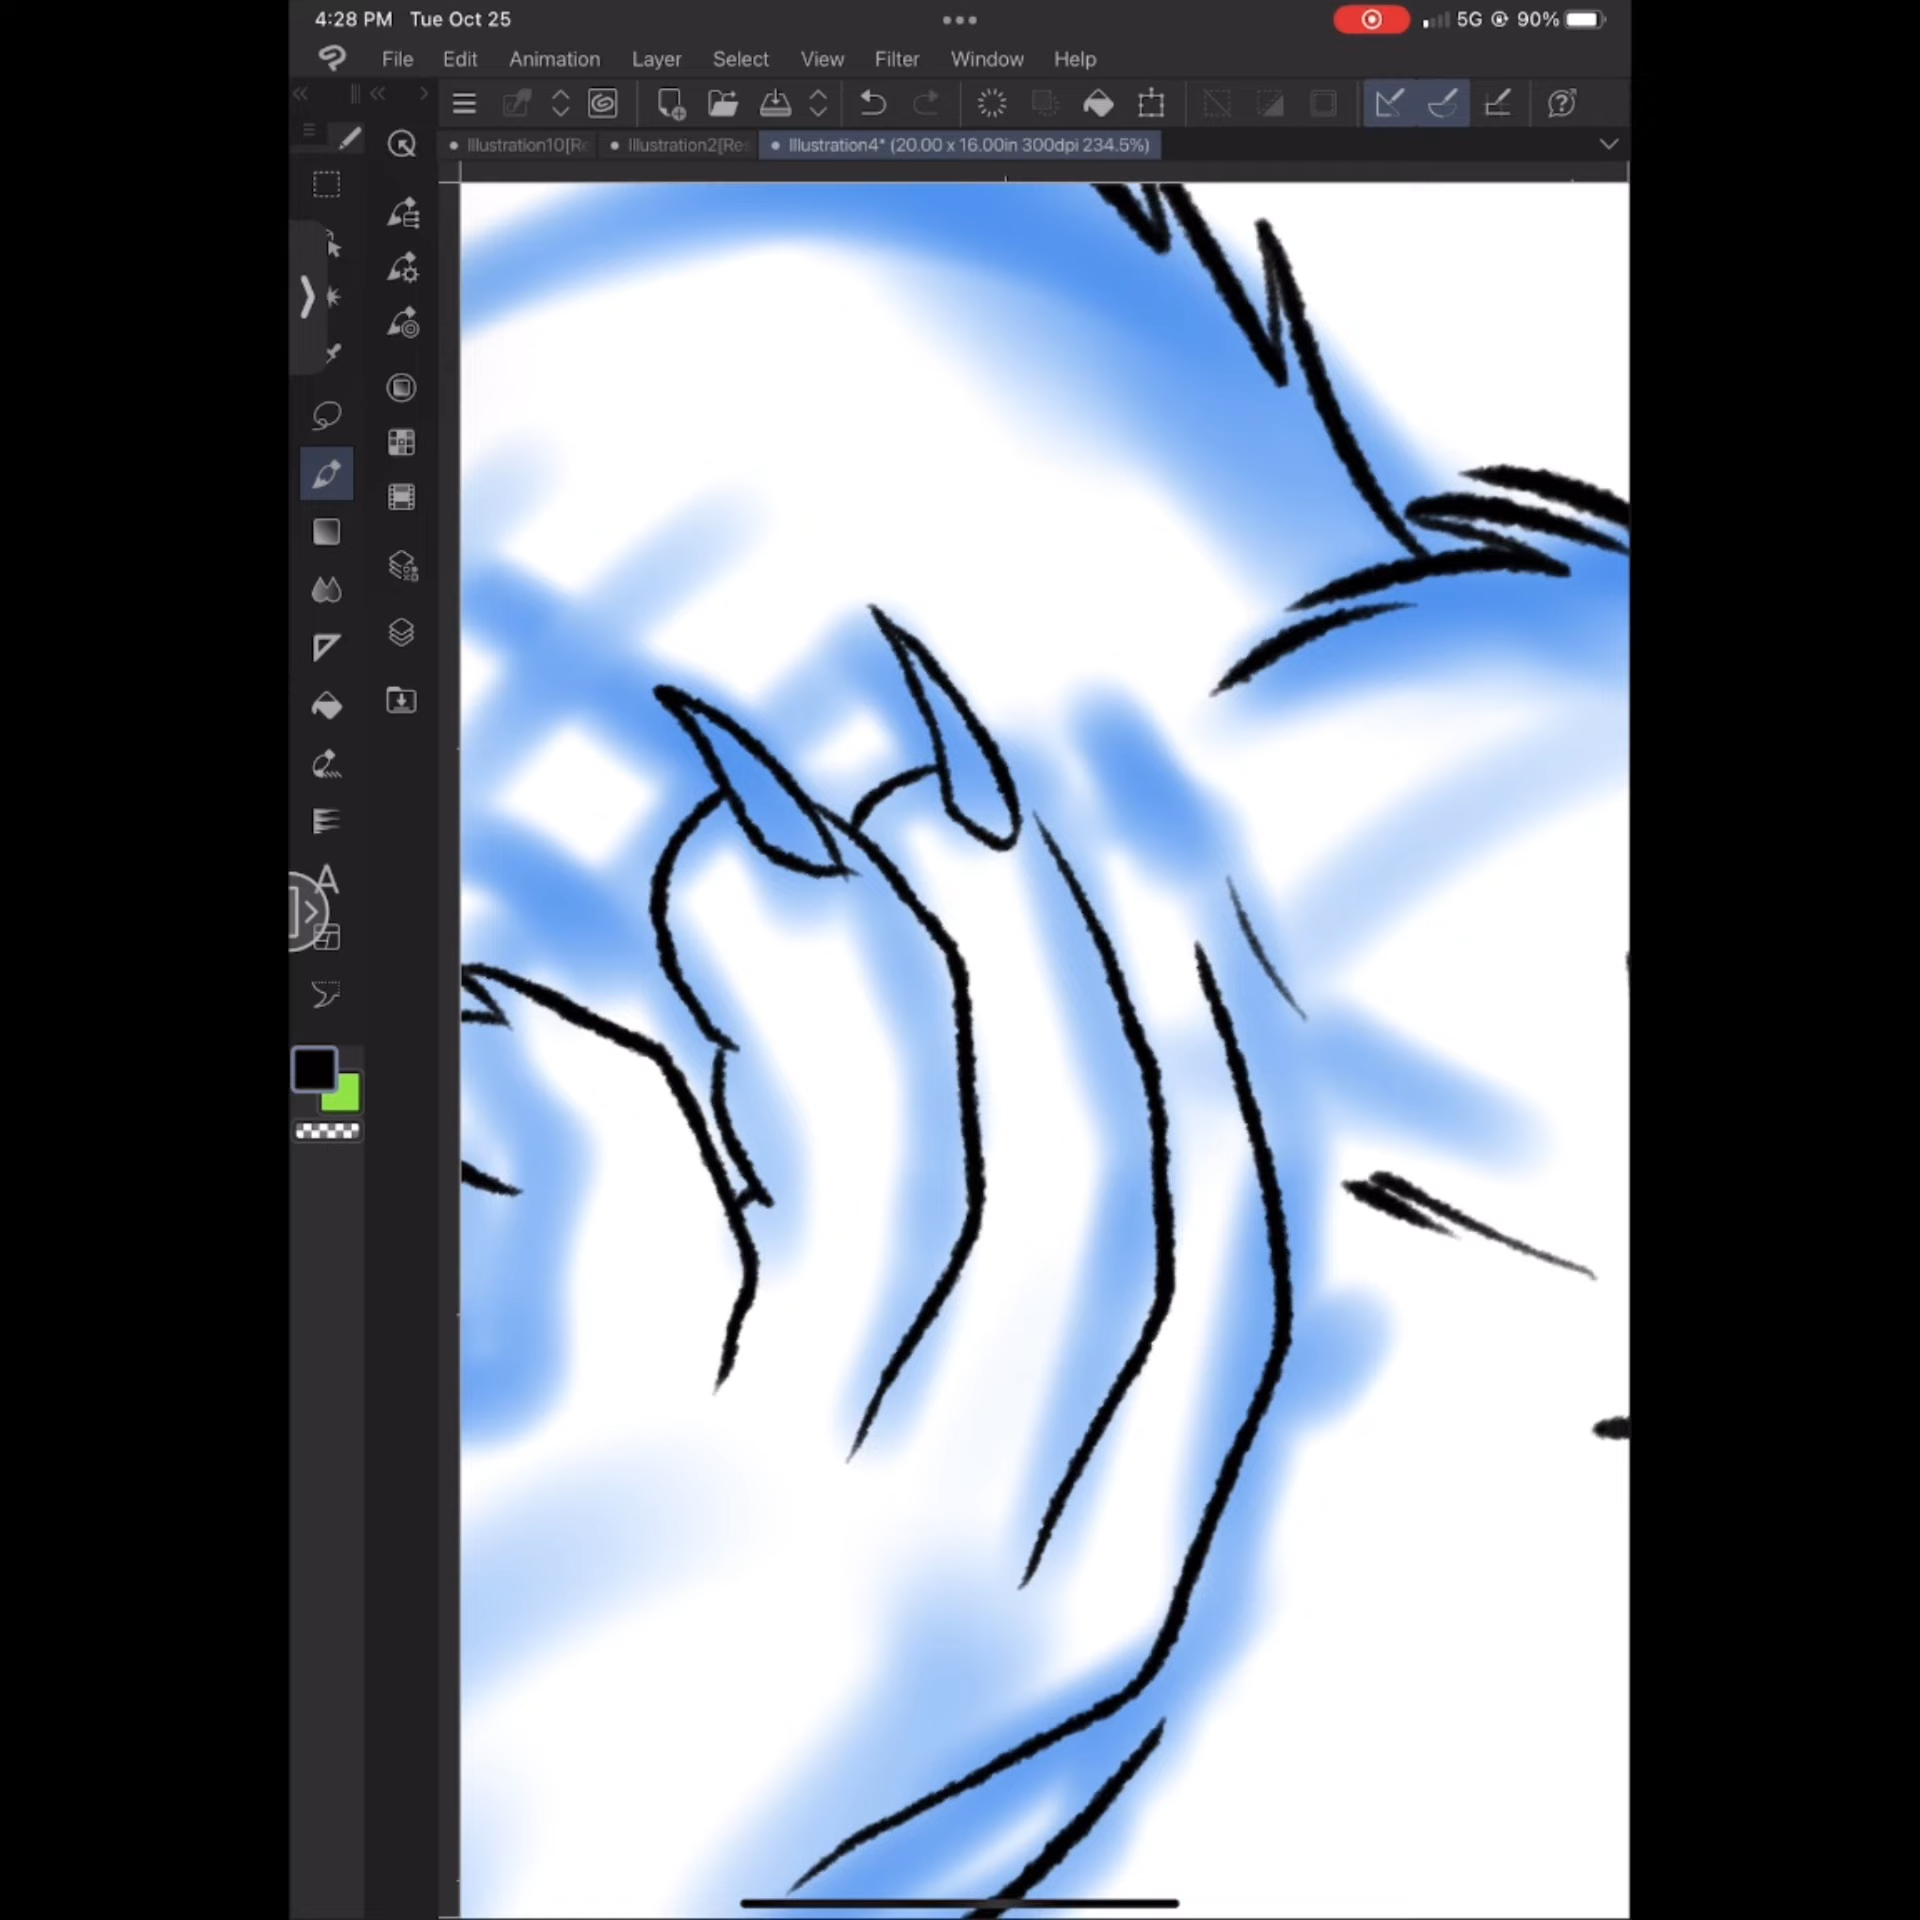 4:28 PM Tue Oct 25
5G 90%
File Edit Animation Layer Select View Filter Window Help
Illustration10[Re
Illustration2[Res
Illustration4* (20.00 x 16.00in 300dpi 234.5%)
A